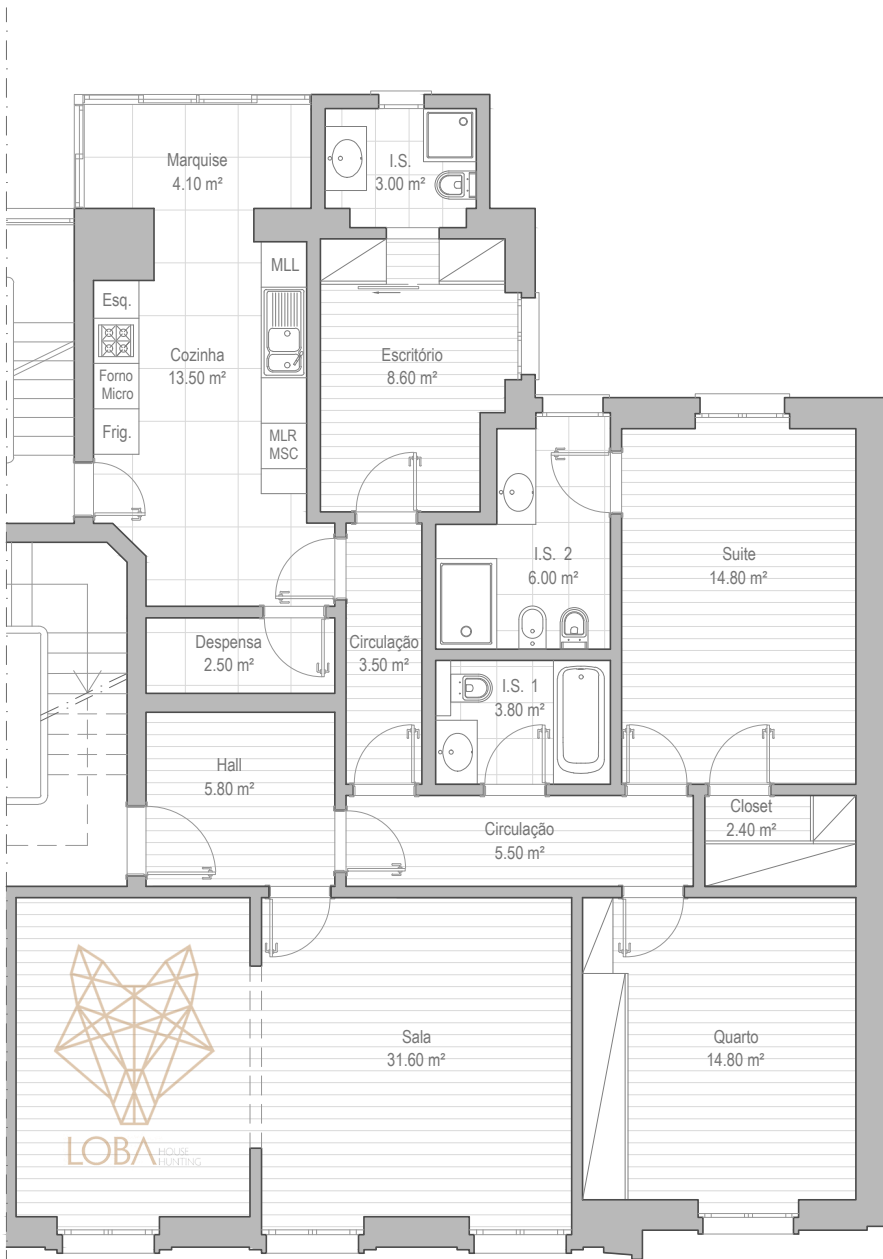 Marquise
4.10 m²
I.S.
3.00 m²
MLL
Esq.
Cozinha
13.50 m²
Forno
Micro
Frig.
MLR
MSC
Escritório
8.60 m²
I.S. 2
6.00 m²
Suite
14.80 m²
Despensa
2.50 m²
Circulação
3.50 m²
I.S. 1
3.80 m²
Hall
5.80 m²
Circulação
5.50 m²
Closet
2.40 m²
Sala
31.60 m²
Quarto
14.80 m²
LOBA HOUSE
HUNTING